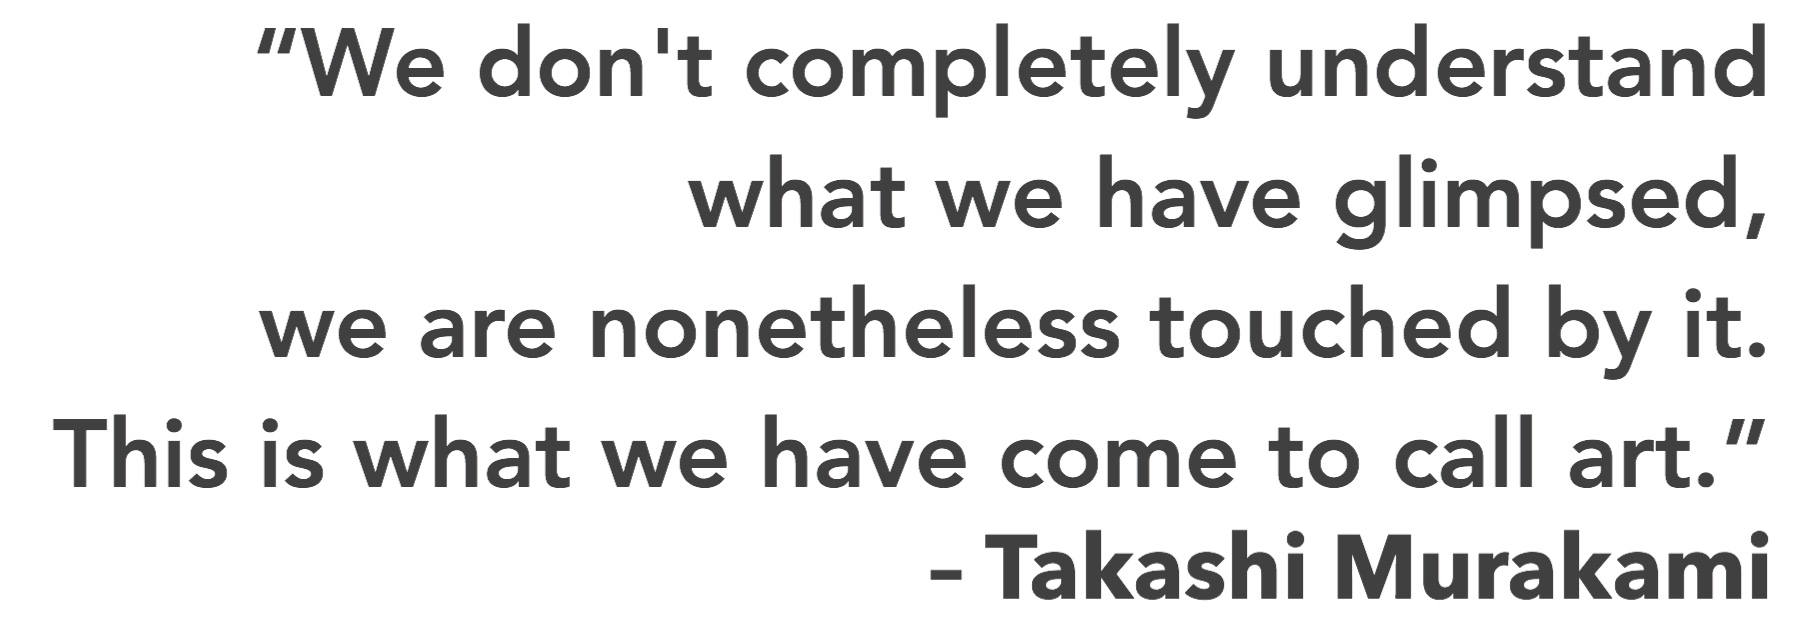 “We don't completely understand
what we have glimpsed,
we are nonetheless touched by it.
This is what we have come to call art.”
– Takashi Murakami